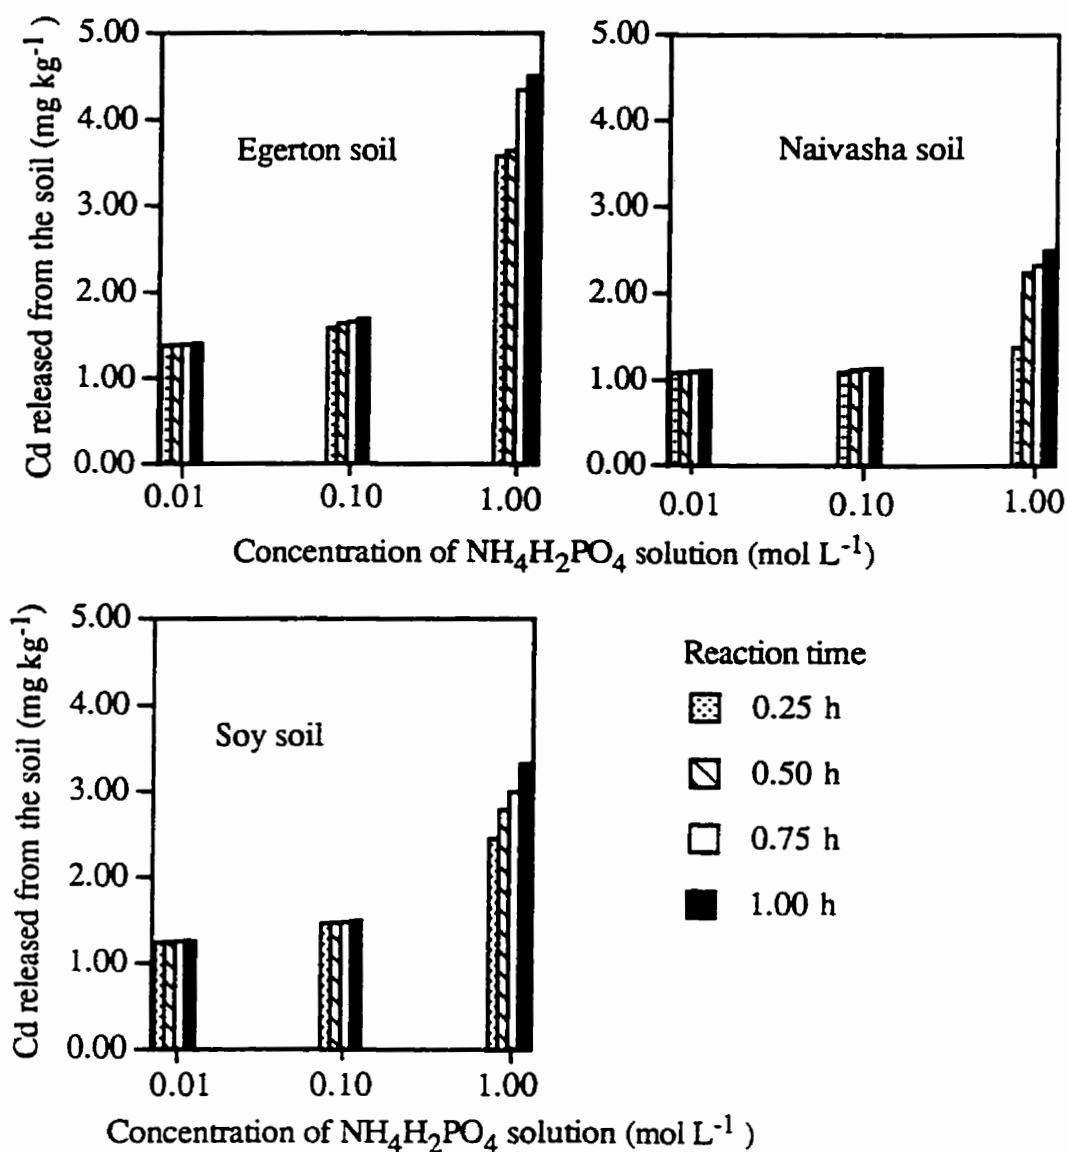 Cd released from the soil (mg kg⁻¹)
5.00
4.00
3.00
2.00
1.00
0.00
Egerton soil
0.01
0.10
1.00
5.00
4.00
3.00
2.00
1.00
0.00
Naivasha soil
0.01
0.10
1.00
Concentration of NH₄H₂PO₄ solution (mol L⁻¹)
Cd released from the soil (mg kg⁻¹)
5.00
4.00
3.00
2.00
1.00
0.00
Soy soil
0.01
0.10
1.00
Concentration of NH₄H₂PO₄ solution (mol L⁻¹)
Reaction time
0.25 h
0.50 h
0.75 h
1.00 h